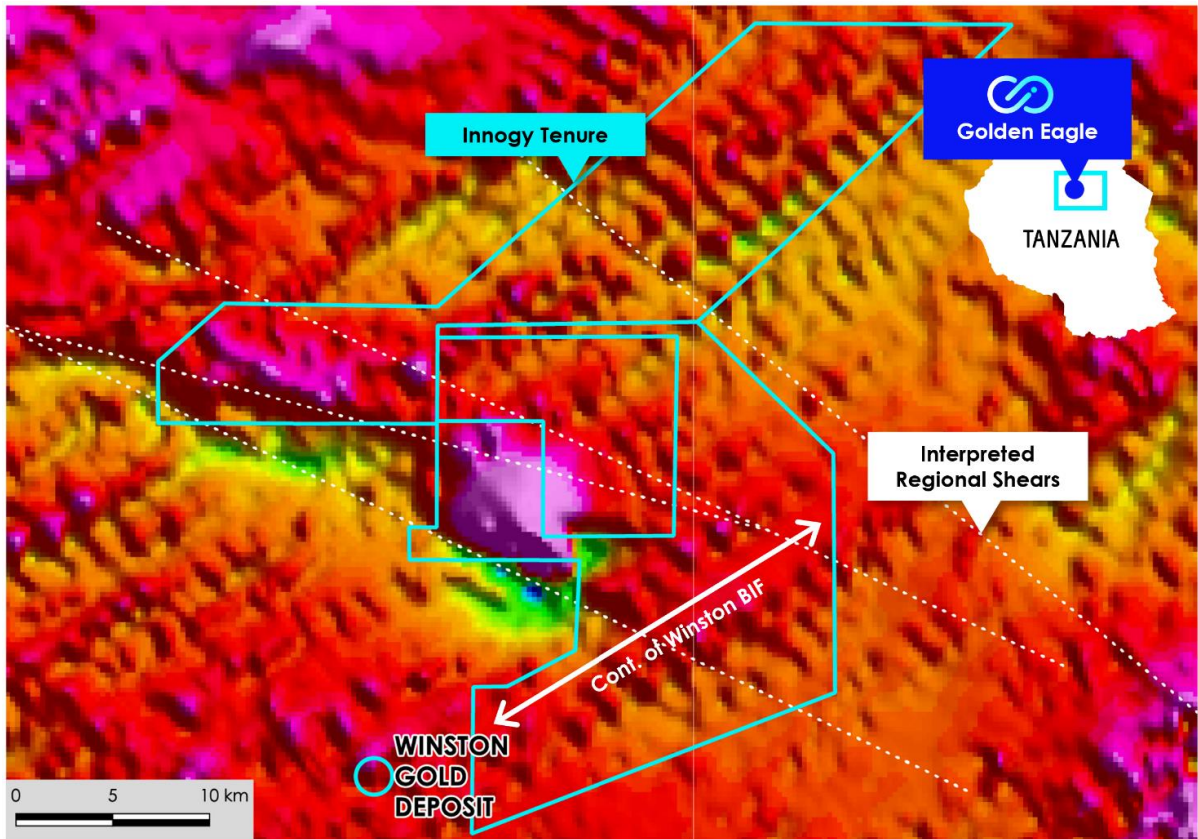 Innogy Tenure
Golden Eagle
TANZANIA
Interpreted
Regional Shears
Cont. of Winston BIF
WINSTON
GOLD
DEPOSIT
0 5 10 km